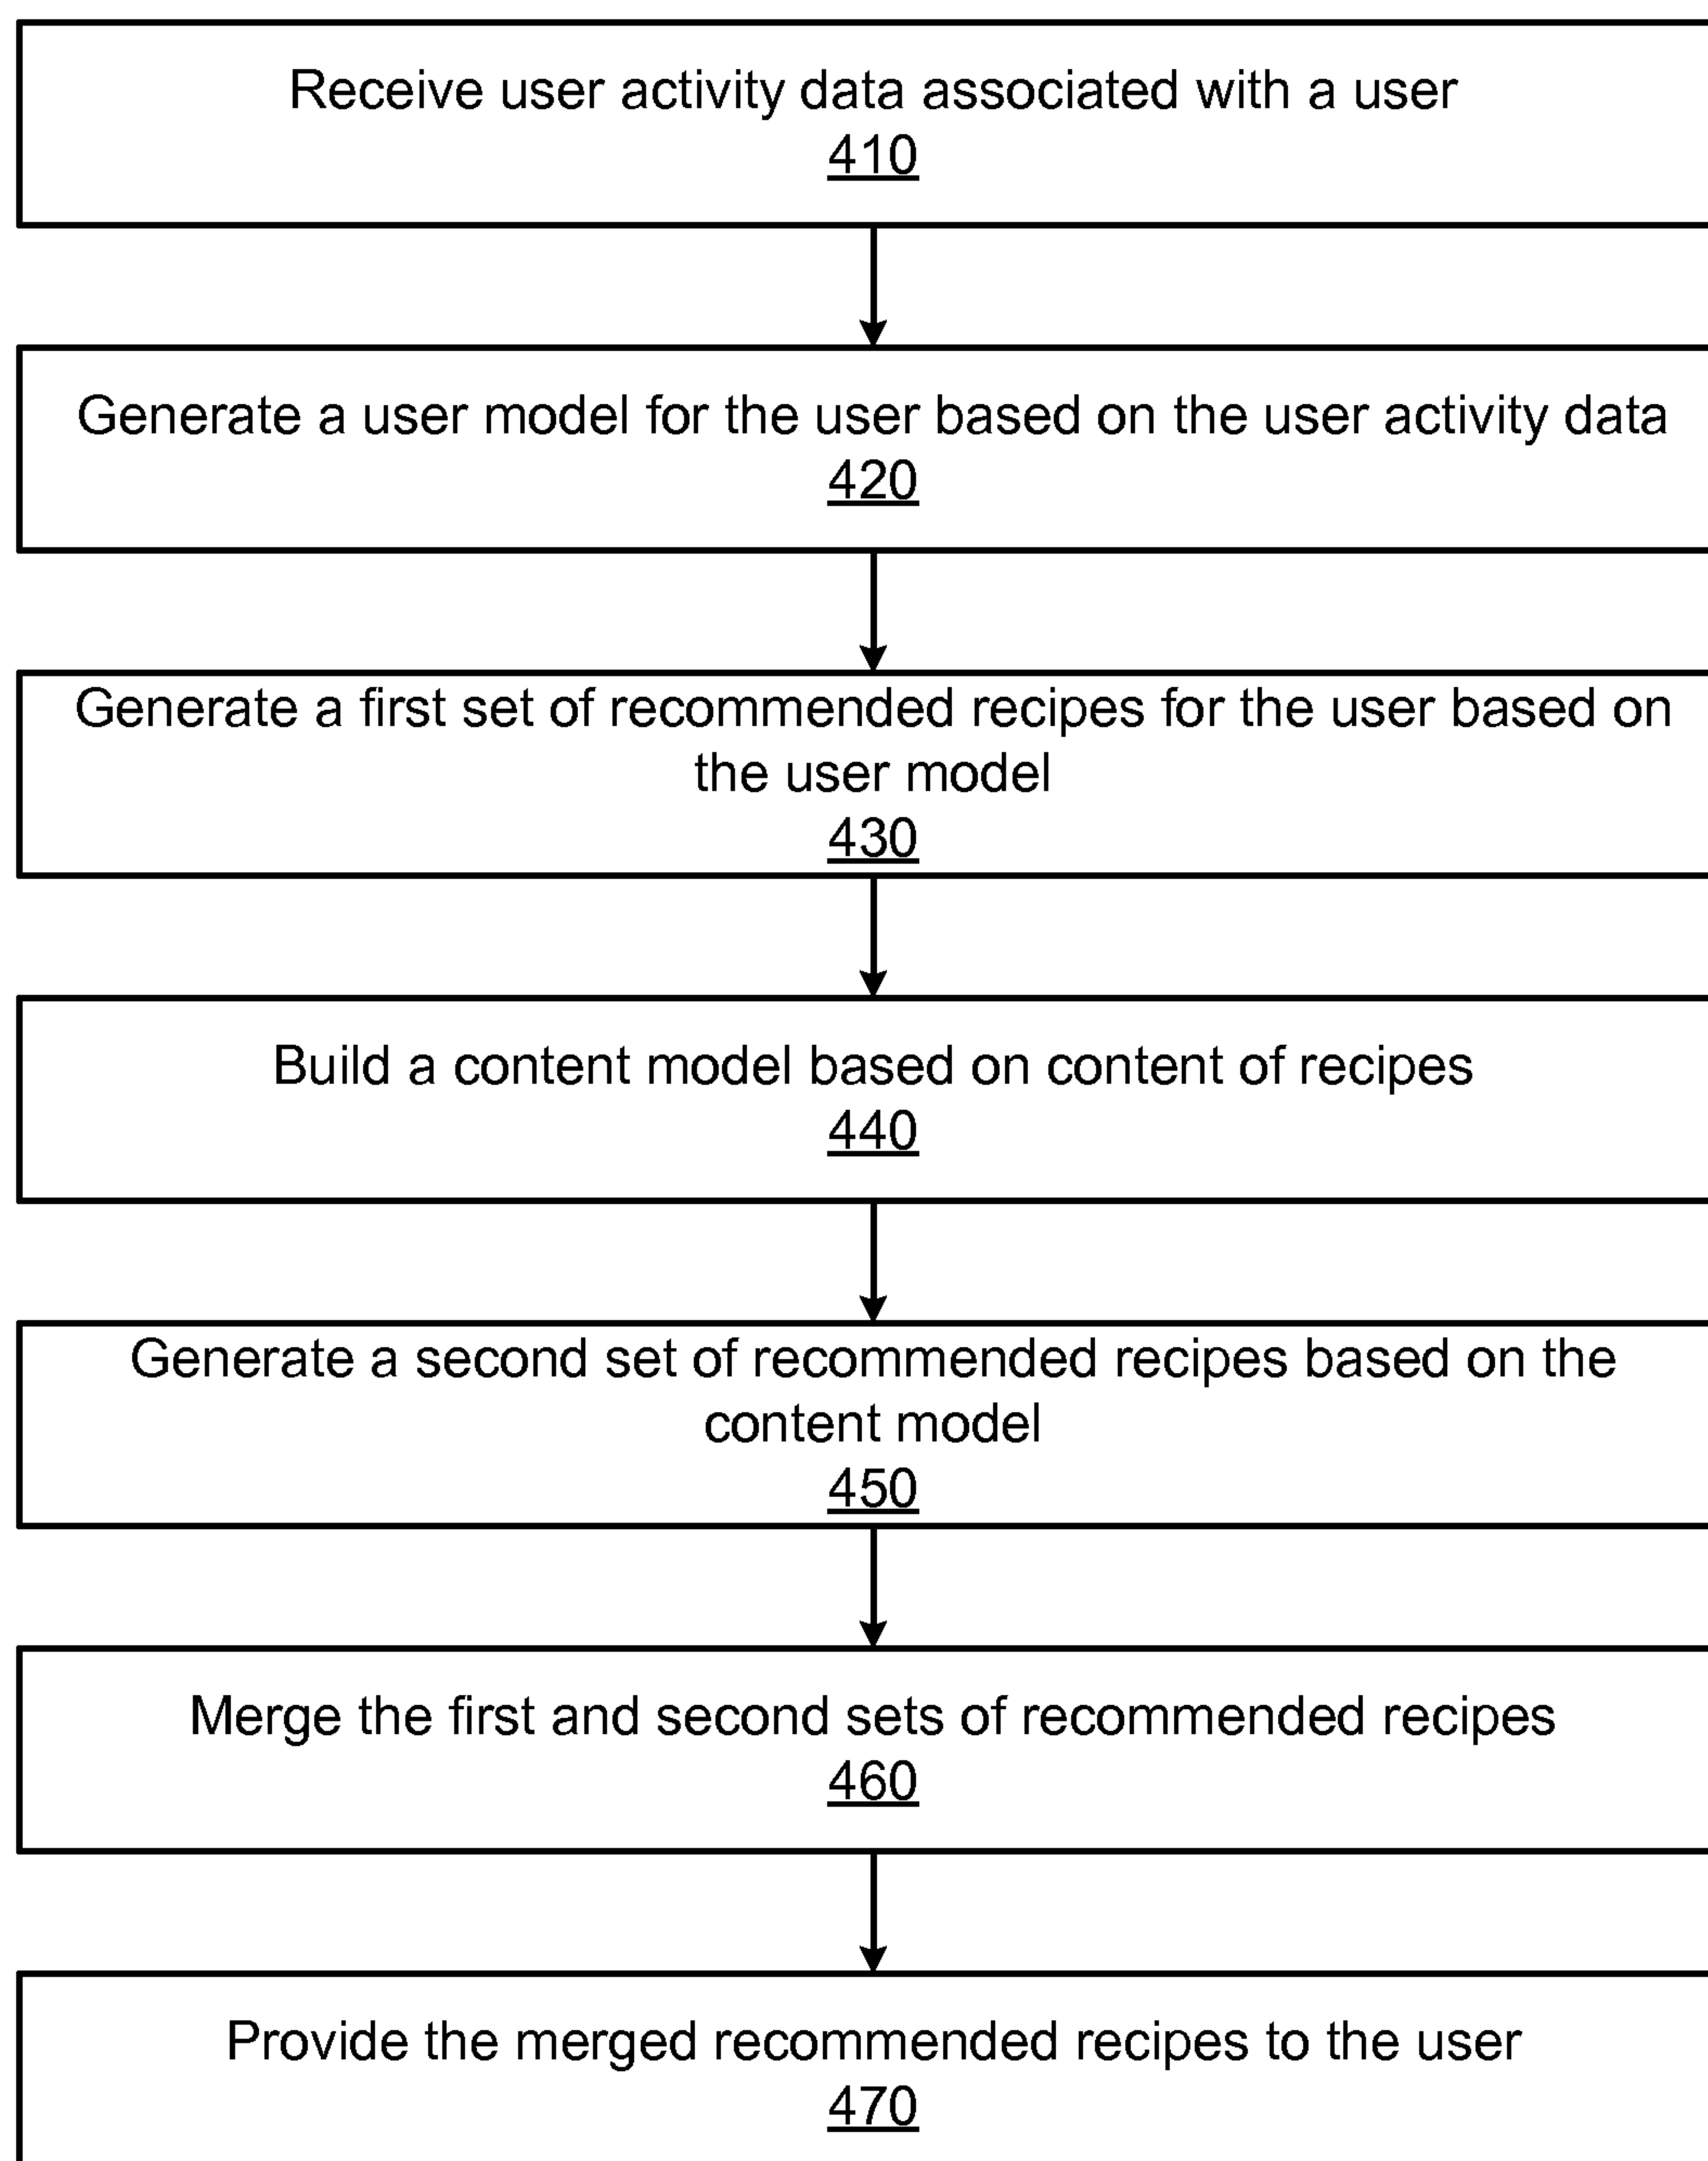 Receive user activity data associated with a user
410
Generate a user model for the user based on the user activity data
420
Generate a first set of recommended recipes for the user based on
the user model
430
Build a content model based on content of recipes
440
Generate a second set of recommended recipes based on the
content model
450
Merge the first and second sets of recommended recipes
460
Provide the merged recommended recipes to the user
470